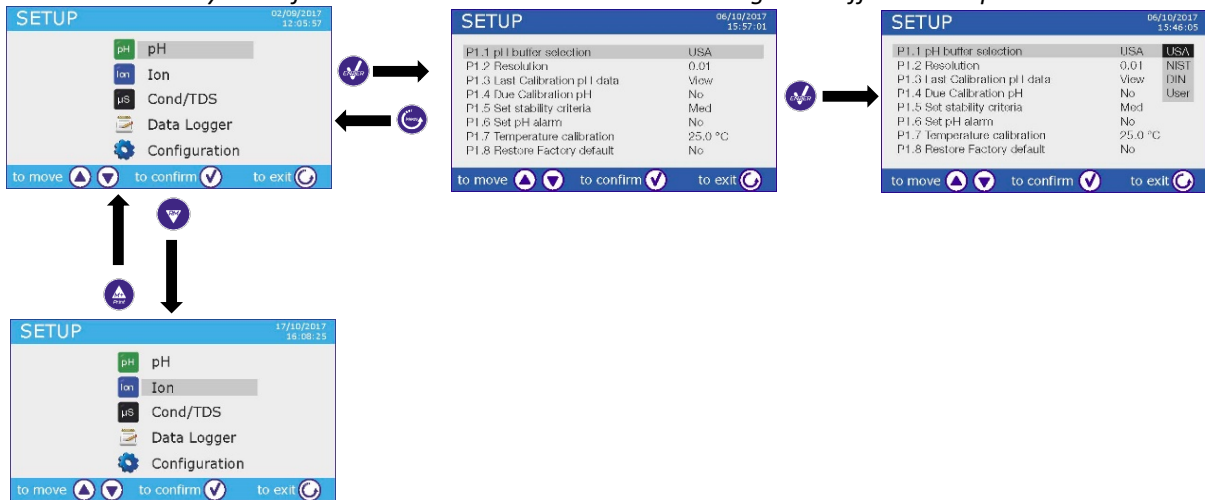 SETUP
02/09/2017
12:05:57
pH pH
Ion Ion
µS Cond/TDS
Data Logger
Configuration
to move to confirm to exit
ENTER
SETUP
06/10/2017
15:57:01
P1.1 pH buffer selection USA
P1.2 Resolution 0.01
P1.3 Last Calibration pH data View
P1.4 Due Calibration pH No
P1.5 Set stability criteria Med
P1.6 Set pH alarm No
P1.7 Temperature calibration 25.0 °C
P1.8 Restore Factory default No
to move to confirm to exit
ENTER
SETUP
06/10/2017
15:46:05
P1.1 pH buffer selection USA USA
P1.2 Resolution 0.01 NIST
P1.3 Last Calibration pH data View DIN
P1.4 Due Calibration pH No User
P1.5 Set stability criteria Med
P1.6 Set pH alarm No
P1.7 Temperature calibration 25.0 °C
P1.8 Restore Factory default No
to move to confirm to exit
SETUP
17/10/2017
16:08:25
pH pH
Ion Ion
µS Cond/TDS
Data Logger
Configuration
to move to confirm to exit